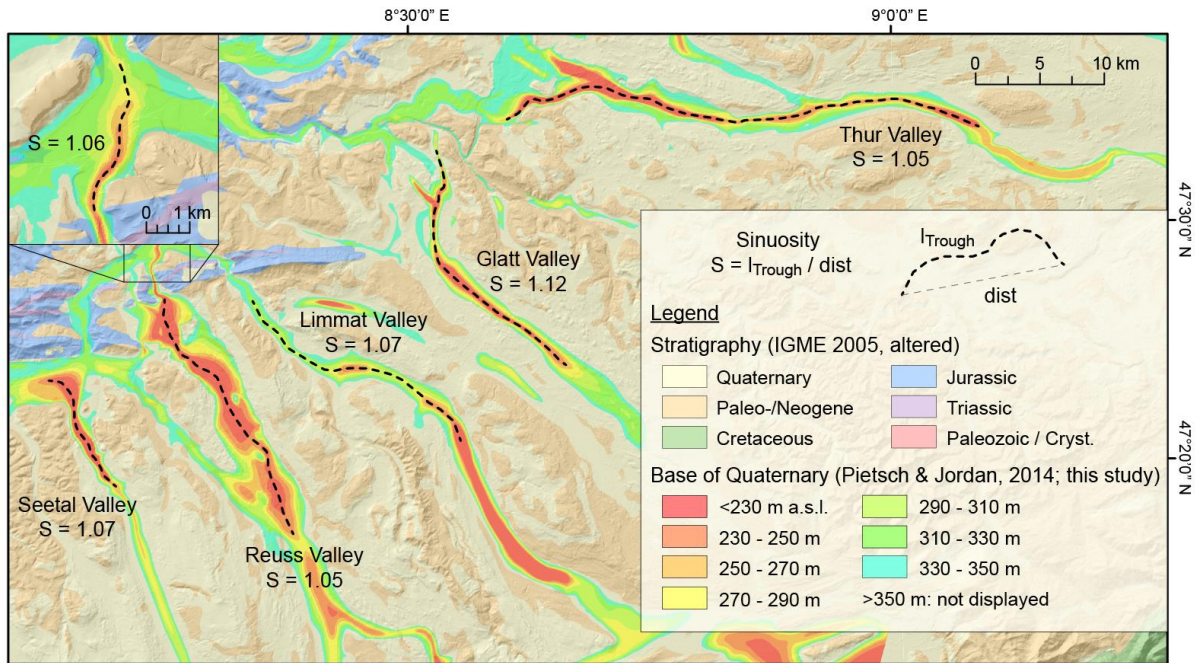 8°30'0" E
9°0'0" E
0 5 10 km
S = 1.06
0 1 km
Thur Valley
S = 1.05
47°30'0" N
Glatt Valley
S = 1.12
Limmat Valley
S = 1.07
Seetal Valley
S = 1.07
Reuss Valley
S = 1.05
47°20'0" N
Sinuosity
S = lTrough / dist
lTrough
dist
Legend
Stratigraphy (IGME 2005, altered)
Quaternary
Jurassic
Paleo-/Neogene
Triassic
Cretaceous
Paleozoic / Cryst.
Base of Quaternary (Pietsch & Jordan, 2014; this study)
<230 m a.s.l.
290 - 310 m
230 - 250 m
310 - 330 m
250 - 270 m
330 - 350 m
270 - 290 m
>350 m: not displayed